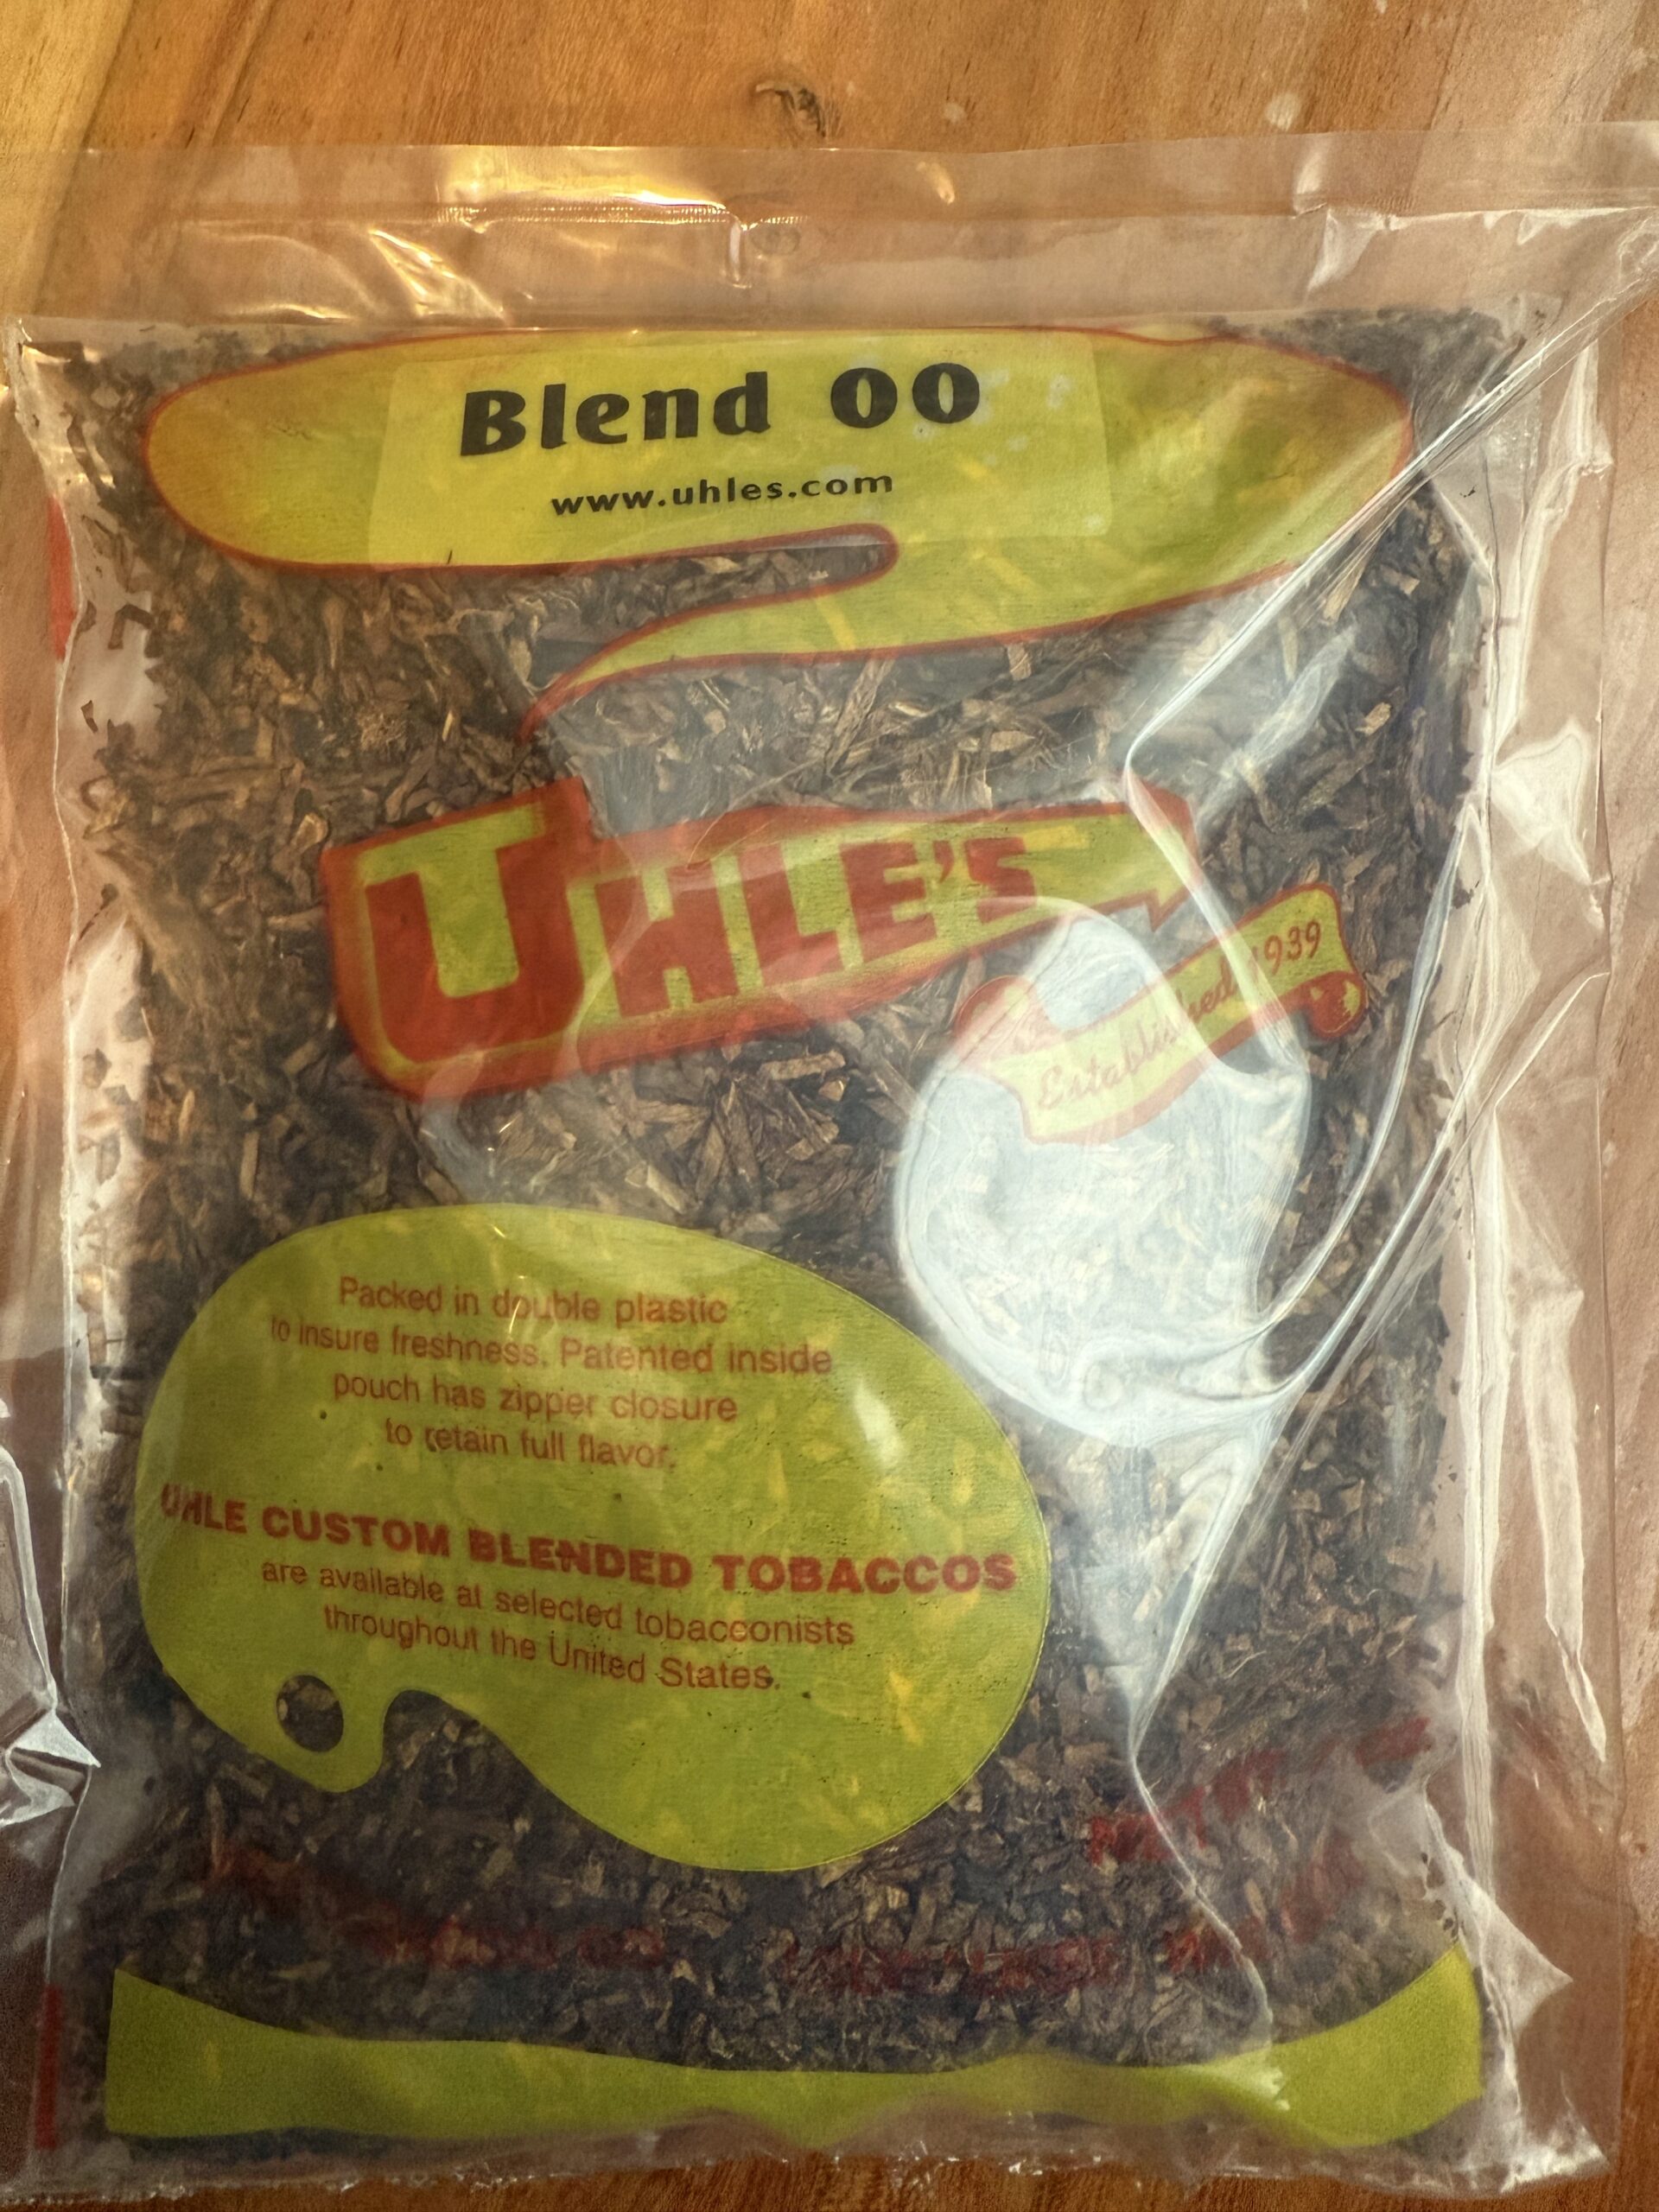 Blend 00
www.uhles.com
UHLE'S
Established 1939
Packed in double plastic
to insure freshness. Patented inside
pouch has zipper closure
to retain full flavor.
UHLE CUSTOM BLENDED TOBACCOS
are available at selected tobacconists
throughout the United States.